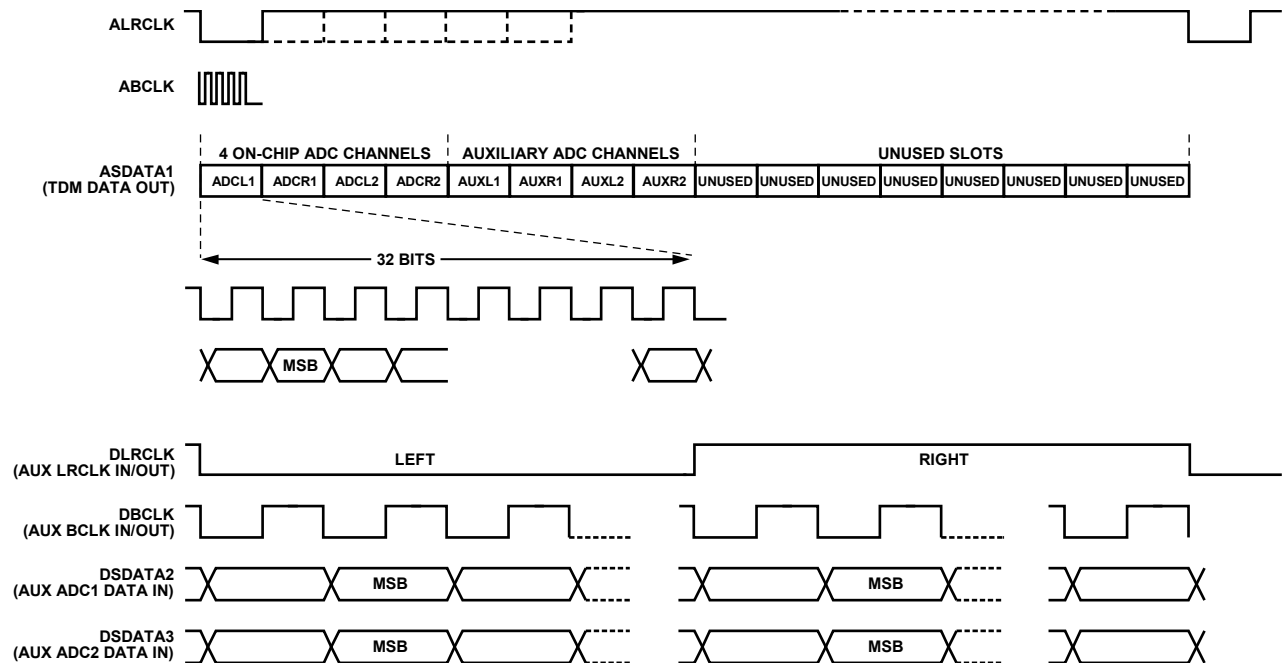 ALRCLK
ABCLK
4 ON-CHIP ADC CHANNELS AUXILIARY ADC CHANNELS UNUSED SLOTS
ASDATA1
(TDM DATA OUT)
ADCL1 ADCR1 ADCL2 ADCR2 AUXL1 AUXR1 AUXL2 AUXR2 UNUSED UNUSED UNUSED UNUSED UNUSED UNUSED UNUSED UNUSED
32 BITS
MSB
DLRCLK
(AUX LRCLK IN/OUT)
LEFT RIGHT
DBCLK
(AUX BCLK IN/OUT)
DSDATA2
(AUX ADC1 DATA IN)
MSB MSB
DSDATA3
(AUX ADC2 DATA IN)
MSB MSB